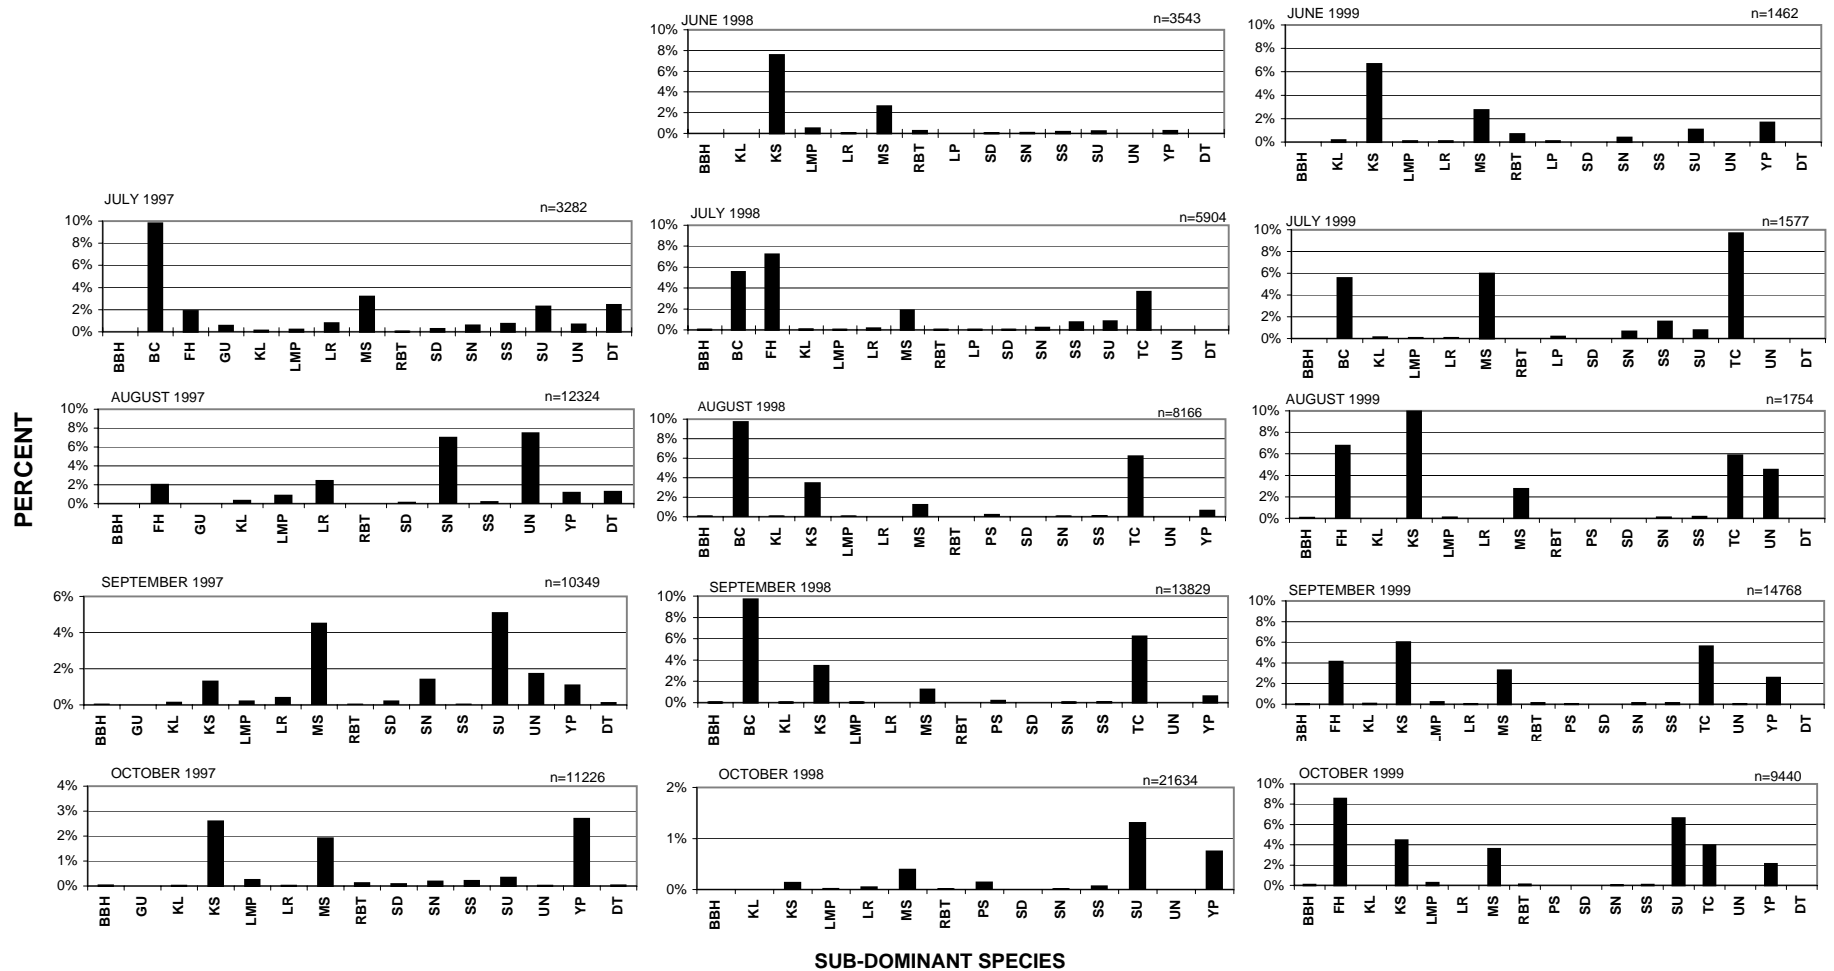 JUNE 1998 n=3543
10%
8%
6%
4%
2%
0%
BBH KL KS LMP LR MS RBT LP SD SN SS SU UN YP DT
JUNE 1999 n=1462
10%
8%
6%
4%
2%
0%
BBH KL KS LMP LR MS RBT LP SD SN SS SU UN YP DT
JULY 1997 n=3282
10%
8%
6%
4%
2%
0%
BBH BC FH GU KL LMP LR MS RBT SD SN SS SU UN DT
JULY 1998 n=5904
10%
8%
6%
4%
2%
0%
BBH BC FH KL LMP LR MS RBT LP SD SN SS SU TC UN DT
JULY 1999 n=1577
10%
8%
6%
4%
2%
0%
BBH BC KL LMP LR MS RBT LP SD SN SS SU TC UN DT
PERCENT
AUGUST 1997 n=12324
10%
8%
6%
4%
2%
0%
BBH FH GU KL LMP LR RBT SD SN SS UN YP DT
AUGUST 1998 n=8166
10%
8%
6%
4%
2%
0%
BBH BC KL KS LMP LR MS RBT PS SD SN SS TC UN YP
AUGUST 1999 n=1754
10%
8%
6%
4%
2%
0%
BBH FH KL KS LMP LR MS RBT PS SD SN SS TC UN DT
SEPTEMBER 1997 n=10349
6%
4%
2%
0%
BBH GU KL KS LMP LR MS RBT SD SN SS SU UN YP DT
SEPTEMBER 1998 n=13829
10%
8%
6%
4%
2%
0%
BBH BC KL KS LMP LR MS RBT PS SD SN SS TC UN YP
SEPTEMBER 1999 n=14768
10%
8%
6%
4%
2%
0%
BBH FH KL KS LMP LR MS RBT PS SD SN SS TC UN YP DT
OCTOBER 1997 n=11226
4%
3%
2%
1%
0%
BBH GU KL KS LMP LR MS RBT SD SN SS SU UN YP DT
OCTOBER 1998 n=21634
2%
1%
0%
BBH KL KS LMP LR MS RBT PS SD SN SS SU UN YP
OCTOBER 1999 n=9440
10%
8%
6%
4%
2%
0%
BBH FH KL KS LMP LR MS RBT PS SD SN SS SU TC UN YP DT
SUB-DOMINANT SPECIES